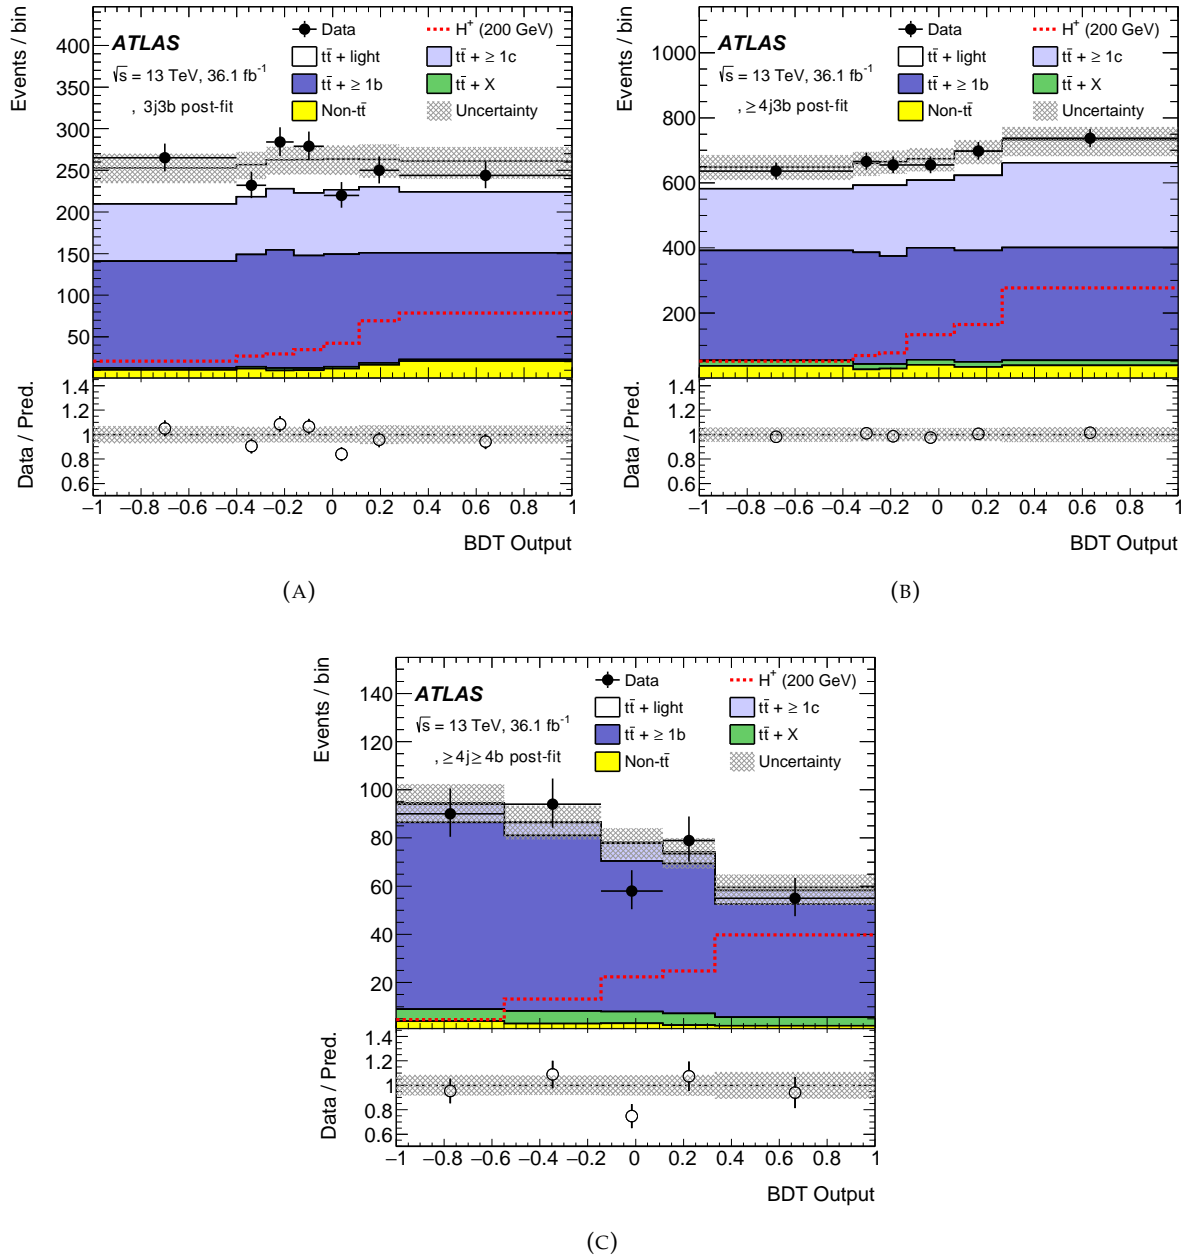 Events / bin
400
350
300
250
200
150
100
50
ATLAS
√s = 13 TeV, 36.1 fb⁻¹
, 3j3b post-fit
Data
H⁺ (200 GeV)
tt̄ + light
tt̄ + ≥ 1c
tt̄ + ≥ 1b
tt̄ + X
Non-tt̄
Uncertainty
Data / Pred.
1.4
1.2
1
0.8
0.6
−1 −0.8 −0.6 −0.4 −0.2 0 0.2 0.4 0.6 0.8 1
BDT Output
(A)
Events / bin
1000
800
600
400
200
ATLAS
√s = 13 TeV, 36.1 fb⁻¹
, ≥ 4j3b post-fit
Data
H⁺ (200 GeV)
tt̄ + light
tt̄ + ≥ 1c
tt̄ + ≥ 1b
tt̄ + X
Non-tt̄
Uncertainty
Data / Pred.
1.4
1.2
1
0.8
0.6
−1 −0.8 −0.6 −0.4 −0.2 0 0.2 0.4 0.6 0.8 1
BDT Output
(B)
Events / bin
140
120
100
80
60
40
20
ATLAS
√s = 13 TeV, 36.1 fb⁻¹
, ≥ 4j≥ 4b post-fit
Data
H⁺ (200 GeV)
tt̄ + light
tt̄ + ≥ 1c
tt̄ + ≥ 1b
tt̄ + X
Non-tt̄
Uncertainty
Data / Pred.
1.4
1.2
1
0.8
0.6
−1 −0.8 −0.6 −0.4 −0.2 0 0.2 0.4 0.6 0.8 1
BDT Output
(C)